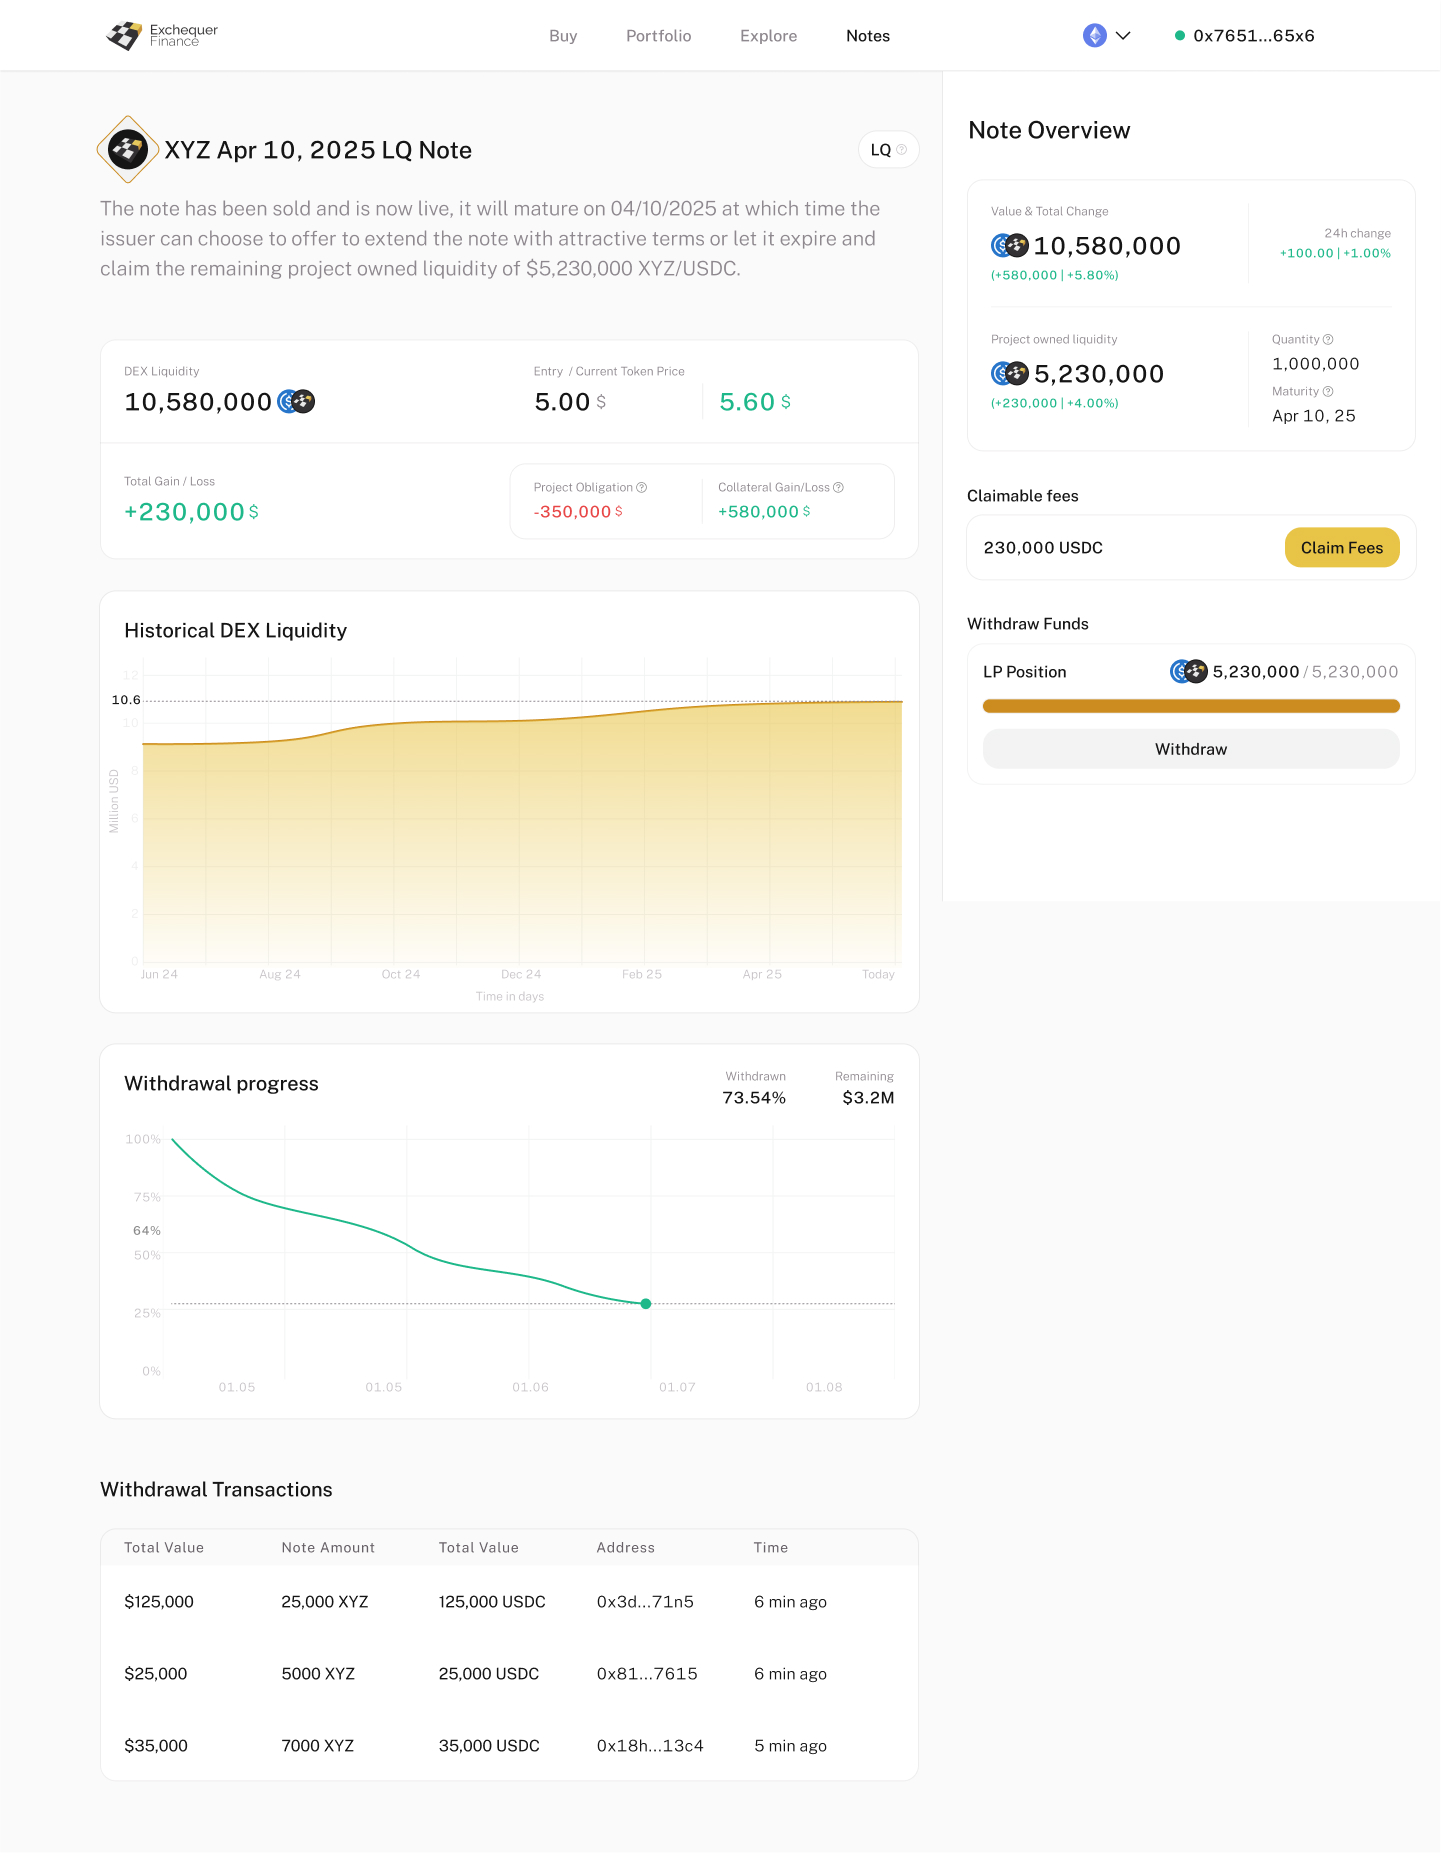 Exchequer
Finance
Buy
Portfolio
Explore
Notes
0x7651...65x6
XYZ Apr 10, 2025 LQ Note
LQ
The note has been sold and is now live, it will mature on 04/10/2025 at which time the
issuer can choose to offer to extend the note with attractive terms or let it expire and
claim the remaining project owned liquidity of $5,230,000 XYZ/USDC.
DEX Liquidity
10,580,000
Entry / Current Token Price
5.00 $
5.60 $
Total Gain / Loss
+230,000 $
Project Obligation
-350,000 $
Collateral Gain/Loss
+580,000 $
Historical DEX Liquidity
12
10.6
10
8
6
4
2
0
Million USD
Jun 24
Aug 24
Oct 24
Dec 24
Feb 25
Apr 25
Today
Time in days
Withdrawal progress
Withdrawn
73.54%
Remaining
$3.2M
100%
75%
64%
50%
25%
0%
01.05
01.05
01.06
01.07
01.08
Withdrawal Transactions
Total Value
Note Amount
Total Value
Address
Time
$125,000
25,000 XYZ
125,000 USDC
0x3d...71n5
6 min ago
$25,000
5000 XYZ
25,000 USDC
0x81...7615
6 min ago
$35,000
7000 XYZ
35,000 USDC
0x18h...13c4
5 min ago
Note Overview
Value & Total Change
10,580,000
(+580,000 | +5.80%)
24h change
+100.00 | +1.00%
Project owned liquidity
5,230,000
(+230,000 | +4.00%)
Quantity
1,000,000
Maturity
Apr 10, 25
Claimable fees
230,000 USDC
Claim Fees
Withdraw Funds
LP Position
5,230,000 / 5,230,000
Withdraw